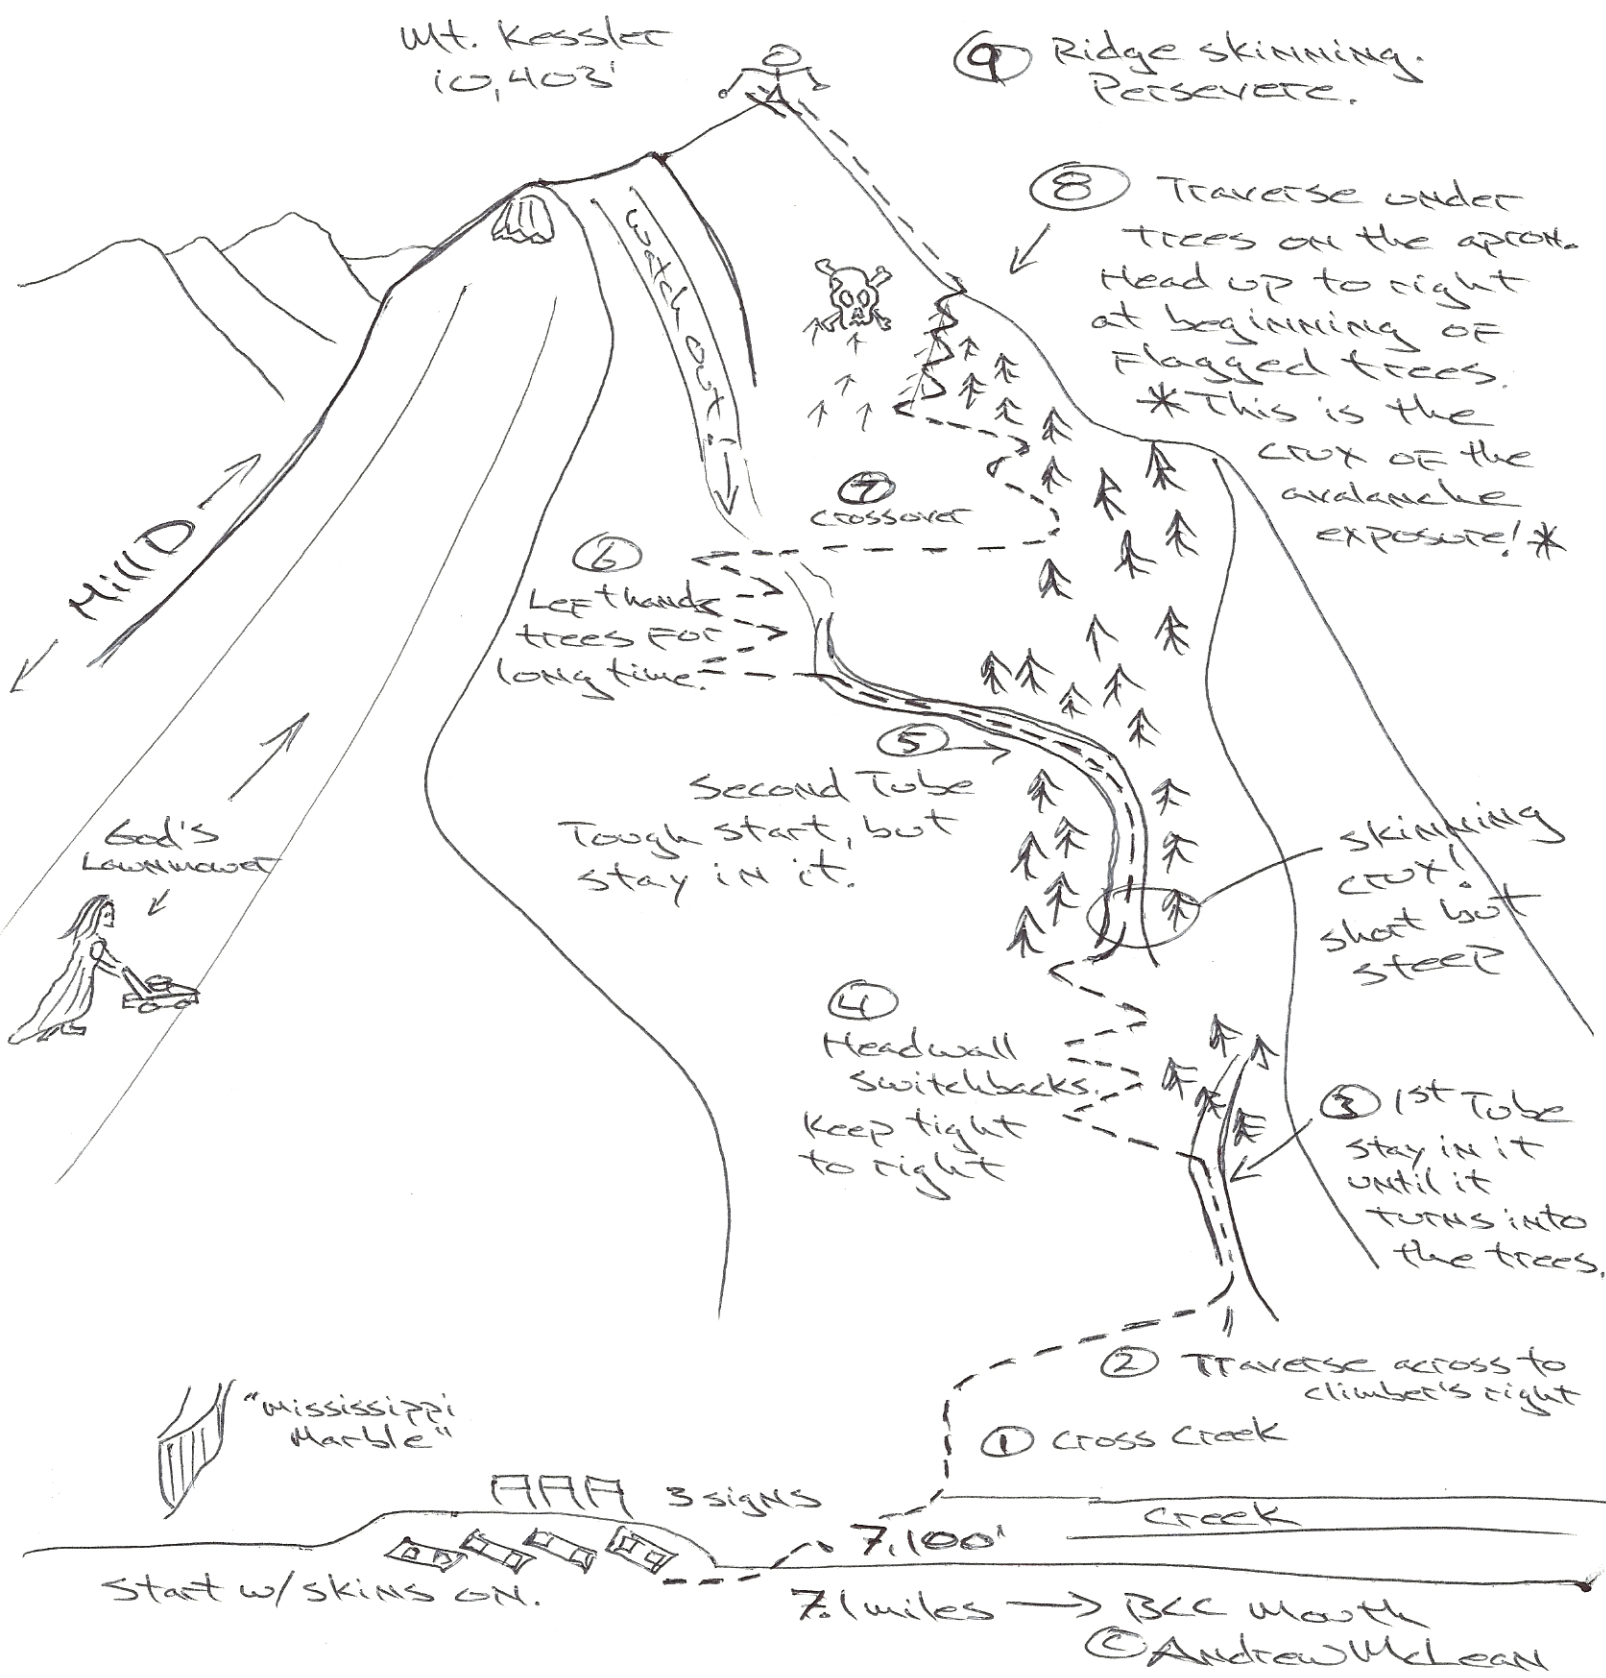 Mt. Kessler
10,403'
9 Ridge skinning.
Persevere.
8 Traverse under
trees on the apron.
Head up to right
at beginning of
Flagged trees.
*This is the
crux of the
avalanche
exposure!*
Watch out!
Mill D
7
crossover
6
Left hands
trees for
long time.
5
Second Tube
Tough start, but
stay in it.
God's
Lawnmower
skinning
crux!
short but
steep
4
Headwall
switchbacks.
Keep tight
to right
3 1st Tube
stay in it
until it
turns into
the trees.
2 Traverse across to
climber's right
"Mississippi
Marble"
1 Cross Creek
3 signs
Creek
7,100'
Start w/skins on.
7.1 miles → BCC Mouth
© Andrew McLean